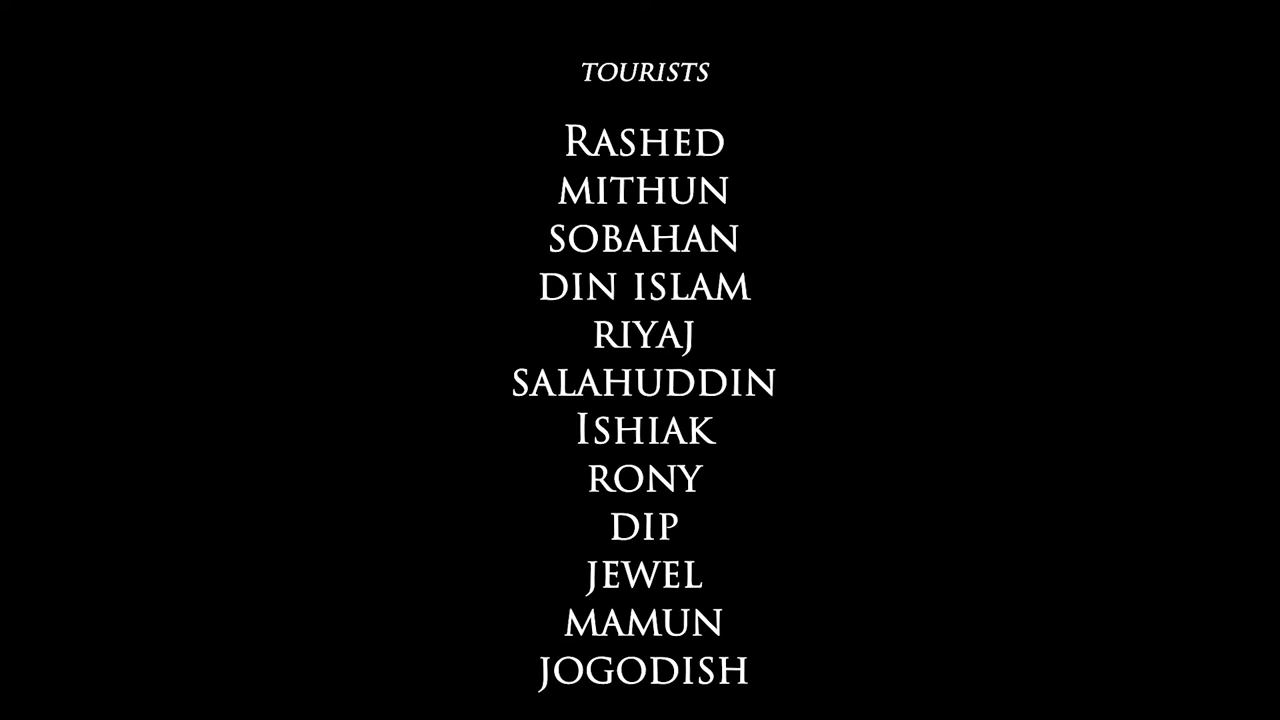 TOURISTS
RASHED
MITHUN
SOBAHAN
DIN ISLAM
RIYAJ
SALAHUDDIN
ISHIAK
RONY
DIP
JEWEL
MAMUN
JOGODISH